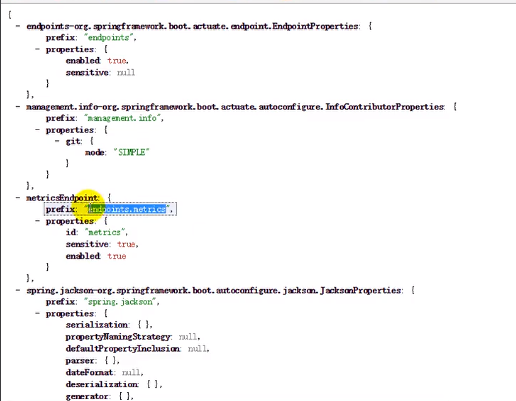 {
- endpoints-org.springframework.boot.actuate.endpoint.EndpointProperties: {
prefix: "endpoints",
- properties: {
enabled: true,
sensitive: null
}
},
- management.info-org.springframework.boot.actuate.autoconfigure.InfoContributorProperties: {
prefix: "management.info",
- properties: {
- git: {
mode: "SIMPLE"
}
}
},
- metricsEndpoint: {
prefix: "endpoints.metrics",
- properties: {
id: "metrics",
sensitive: true,
enabled: true
}
},
- spring.jackson-org.springframework.boot.autoconfigure.jackson.JacksonProperties: {
prefix: "spring.jackson",
- properties: {
serialization: { },
propertyNamingStrategy: null,
defaultPropertyInclusion: null,
parser: { },
dateFormat: null,
deserialization: { },
generator: { },